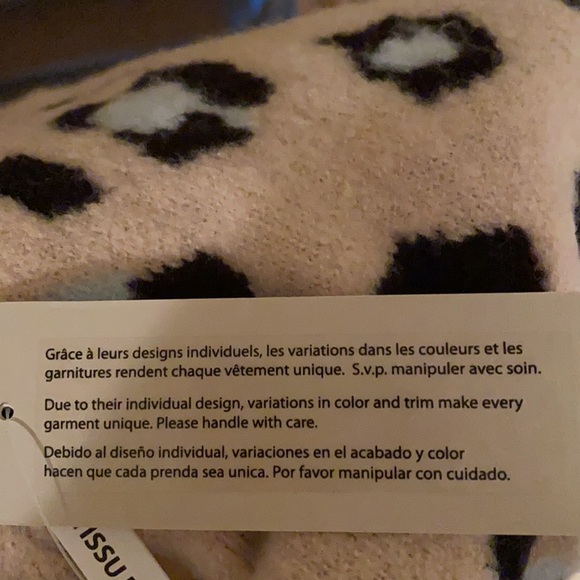 Grâce à leurs designs individuels, les variations dans les couleurs et les
garnitures rendent chaque vêtement unique. S.v.p. manipuler avec soin.
Due to their individual design, variations in color and trim make every
garment unique. Please handle with care.
Debido al diseño individual, variaciones en el acabado y color
hacen que cada prenda sea unica. Por favor manipular con cuidado.